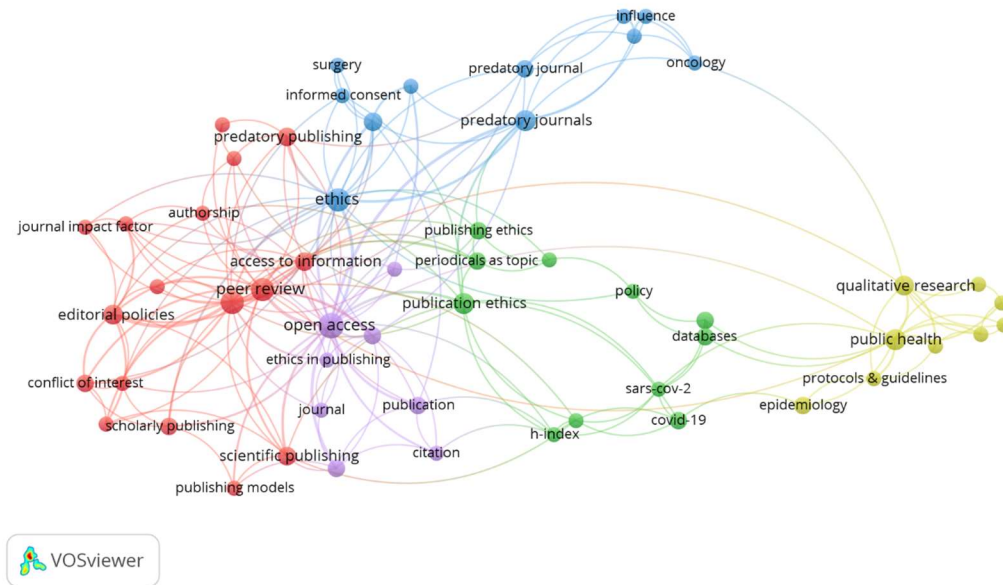 influence
surgery
predatory journal
oncology
informed consent
predatory journals
predatory publishing
ethics
authorship
journal impact factor
publishing ethics
access to information
periodicals as topic
peer review
policy
qualitative research
publication ethics
editorial policies
open access
databases
public health
ethics in publishing
conflict of interest
protocols & guidelines
sars-cov-2
journal
publication
epidemiology
scholarly publishing
covid-19
h-index
scientific publishing
citation
publishing models
VOSviewer